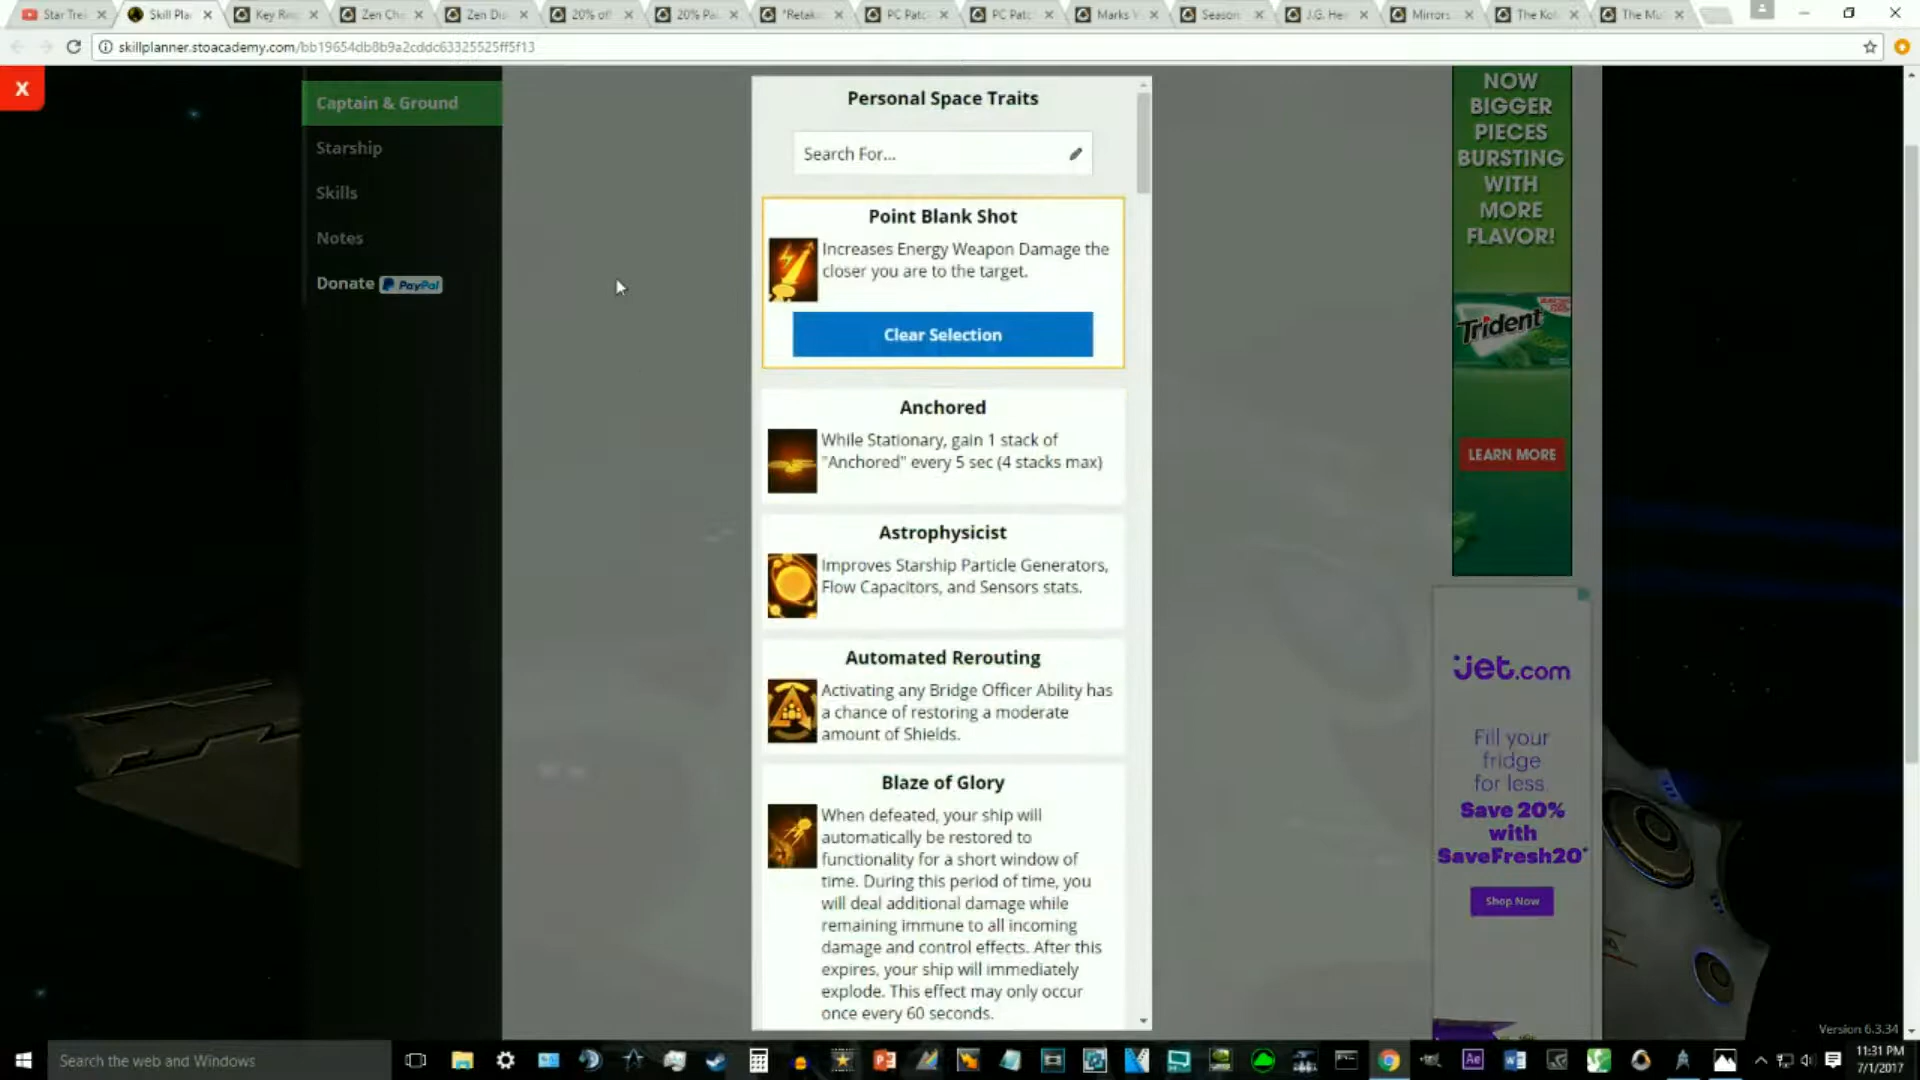 Star Tre
Skill Pla
Key Rin
Zen Ch
Zen Dis
20% off
20% Pa
"Retak
PC Patc
PC Patc
Marks
Season
J.G. He
Mirrors
The Ko
The Mu
skillplanner.stoacademy.com/bb19654db8b9a2cddc63325525ff5f13
X
Captain & Ground
Starship
Skills
Notes
Donate PayPal
Personal Space Traits
Search For...
Point Blank Shot
Increases Energy Weapon Damage the
closer you are to the target.
Clear Selection
Anchored
While Stationary, gain 1 stack of
"Anchored" every 5 sec (4 stacks max)
Astrophysicist
Improves Starship Particle Generators,
Flow Capacitors, and Sensors stats.
Automated Rerouting
Activating any Bridge Officer Ability has
a chance of restoring a moderate
amount of Shields.
Blaze of Glory
When defeated, your ship will
automatically be restored to
functionality for a short window of
time. During this period of time, you
will deal additional damage while
remaining immune to all incoming
damage and control effects. After this
expires, your ship will immediately
explode. This effect may only occur
once every 60 seconds.
NOW
BIGGER
PIECES
BURSTING
WITH
MORE
FLAVOR!
Trident
LEARN MORE
jet.com
Fill your
fridge
for less.
Save 20%
with
SaveFresh20*
Shop Now
Version 6.3.34
Search the web and Windows
11:31 PM
7/1/2017